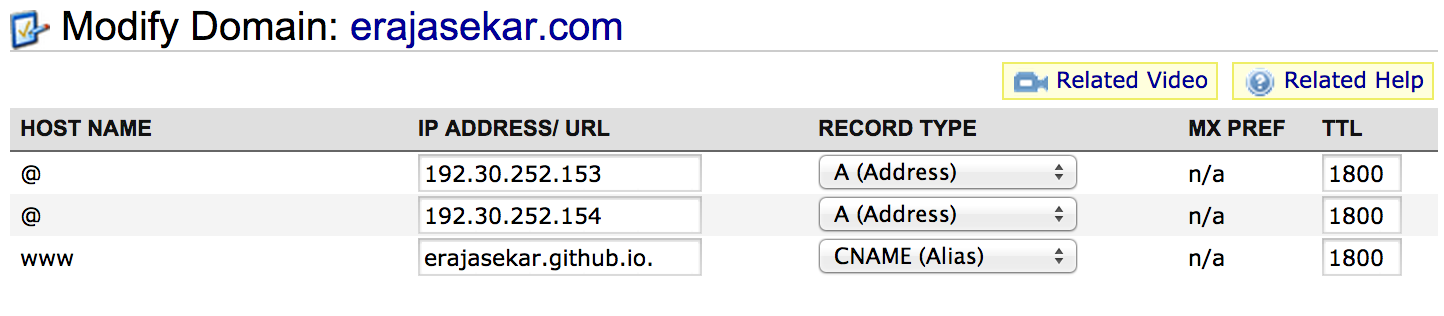 Modify Domain: erajasekar.com
Related Video Related Help
HOST NAME IP ADDRESS/ URL RECORD TYPE MX PREF TTL
@ 192.30.252.153 A (Address) n/a 1800
@ 192.30.252.154 A (Address) n/a 1800
www erajasekar.github.io. CNAME (Alias) n/a 1800